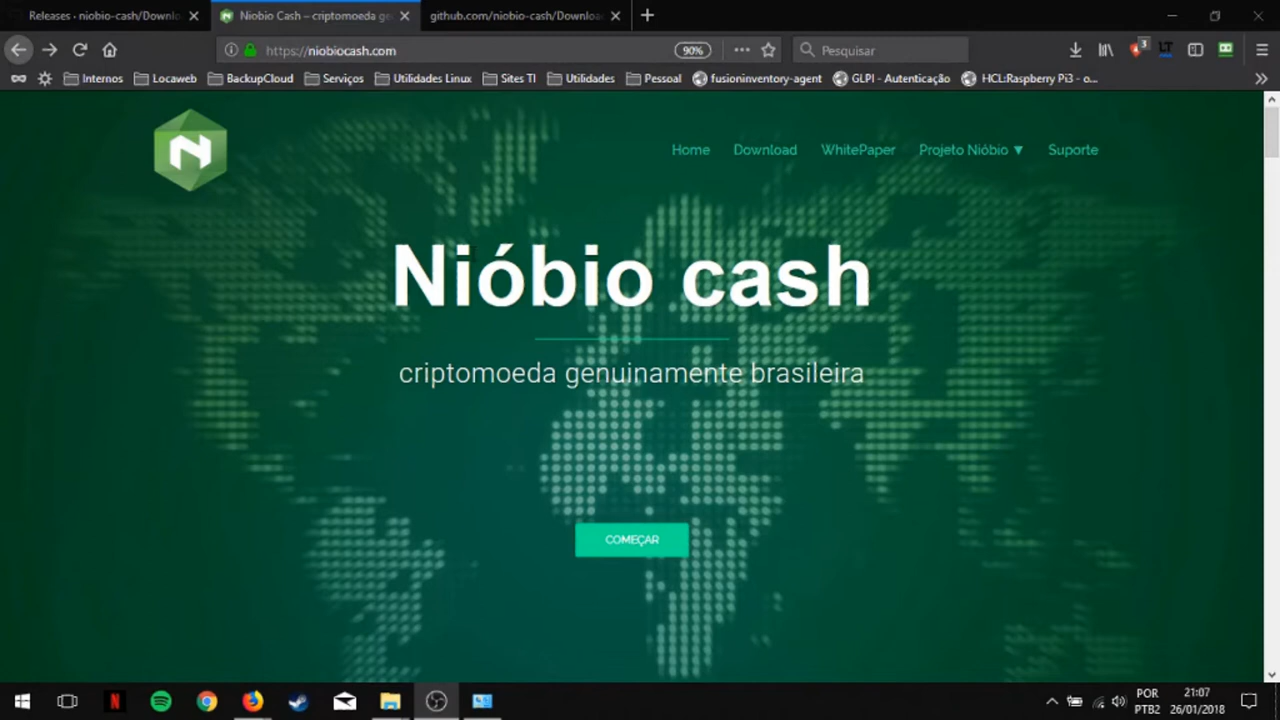 Releases · niobio-cash/Downlo
Niobio Cash – criptomoeda ge
github.com/niobio-cash/Downloa
https://niobiocash.com
90%
Pesquisar
3
LT
Internos
Locaweb
BackupCloud
Serviços
Utilidades Linux
Sites TI
Utilidades
Pessoal
fusioninventory-agent
GLPI - Autenticação
HCL:Raspberry Pi3 - o...
N
Home
Download
WhitePaper
Projeto Nióbio ▼
Suporte
Nióbio cash
criptomoeda genuinamente brasileira
COMEÇAR
N
POR
PTB2
21:07
26/01/2018